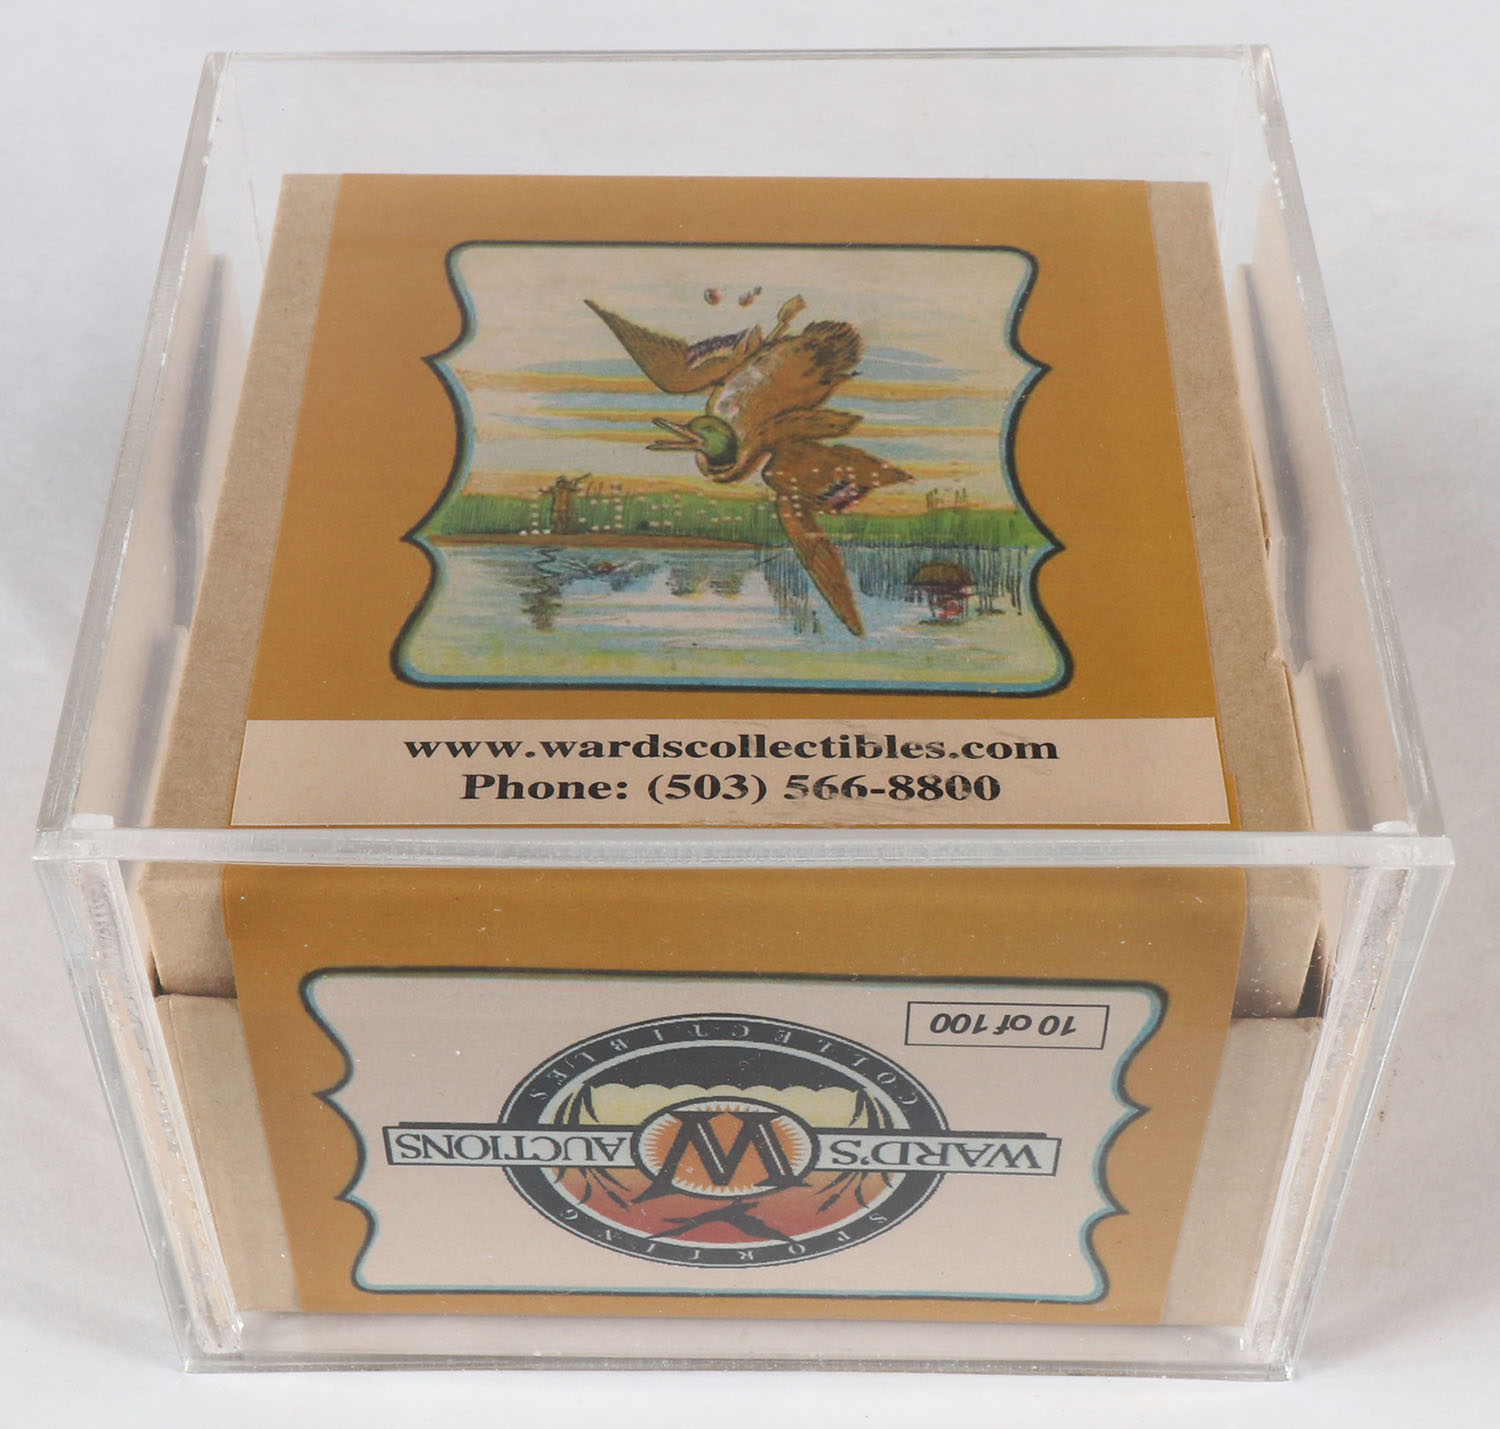 www.wardscollectibles.com
Phone: (503) 566-8800
10 of 100
COLLECTIBLES
WARD'S W AUCTIONS
SPORTING